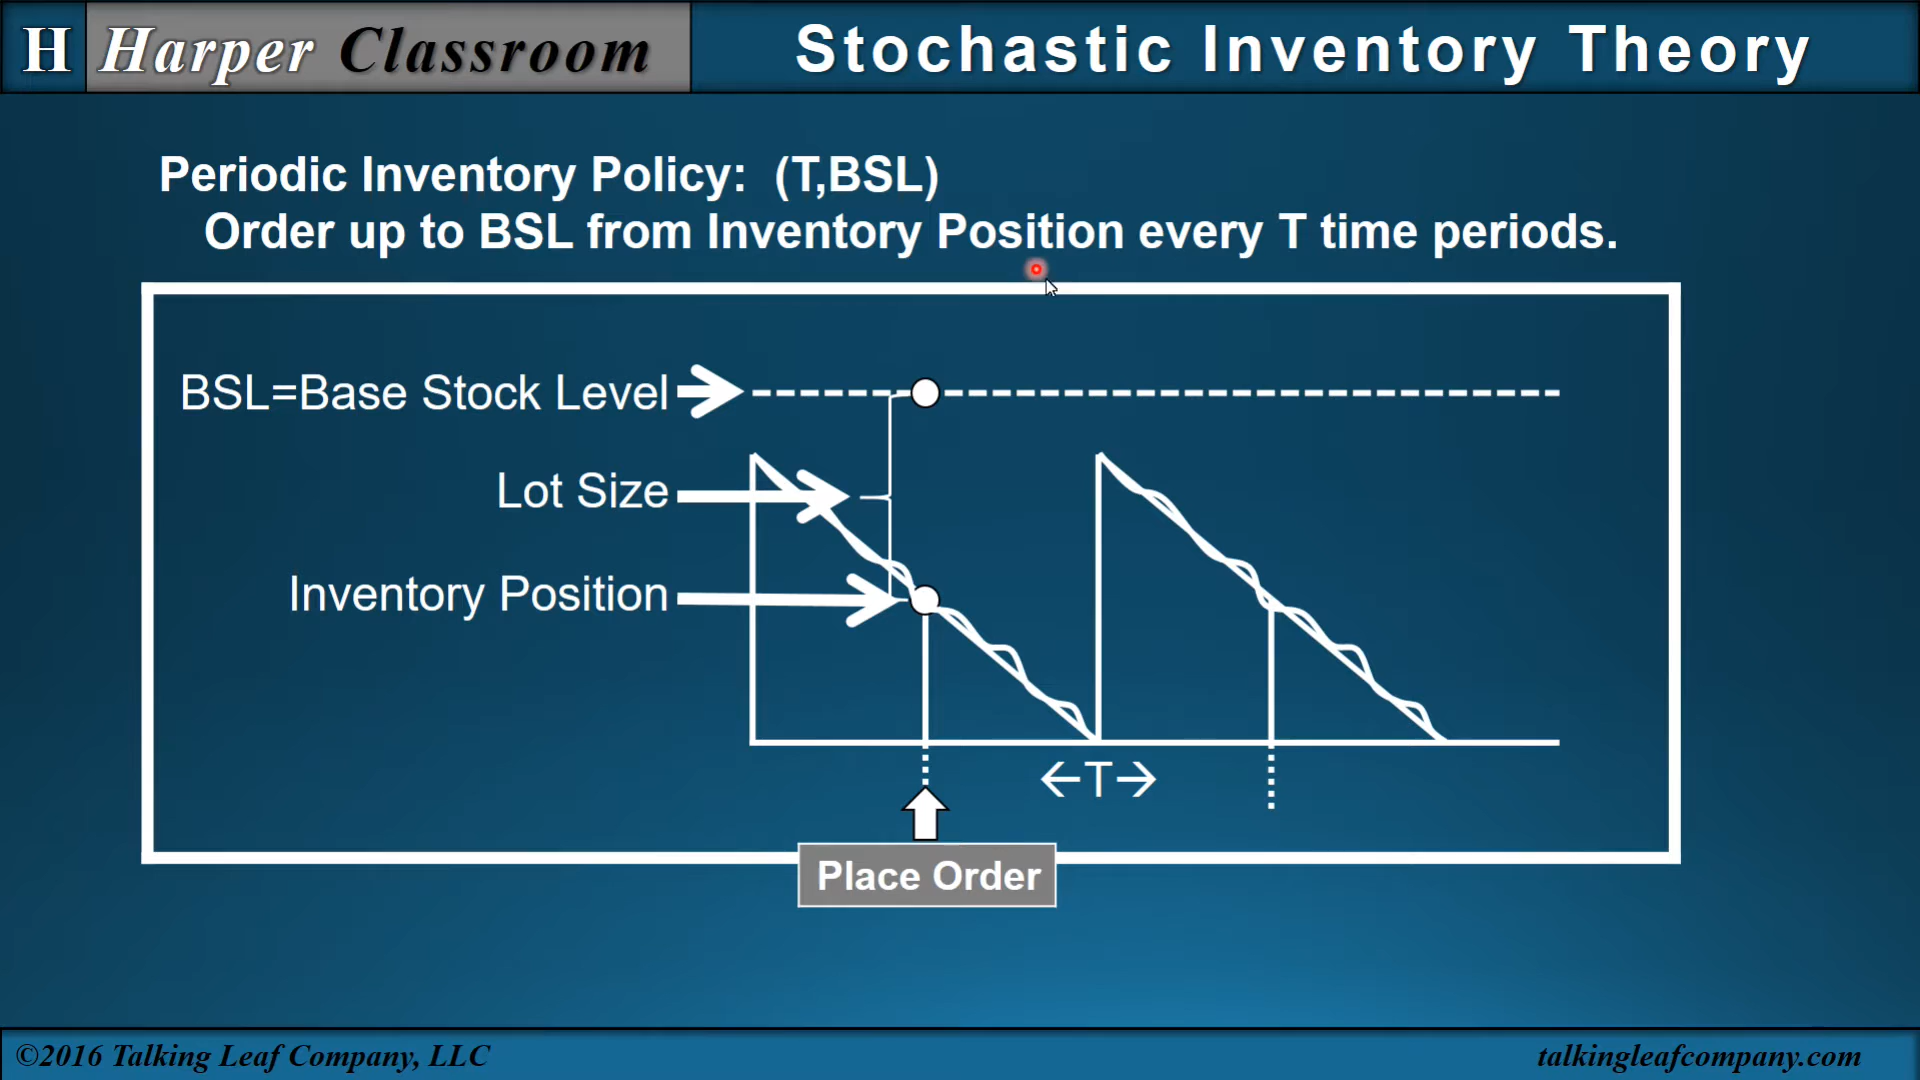 H Harper Classroom
Stochastic Inventory Theory
Periodic Inventory Policy: (T,BSL)
Order up to BSL from Inventory Position every T time periods.
BSL=Base Stock Level
Lot Size
Inventory Position
←T→
Place Order
©2016 Talking Leaf Company, LLC
talkingleafcompany.com